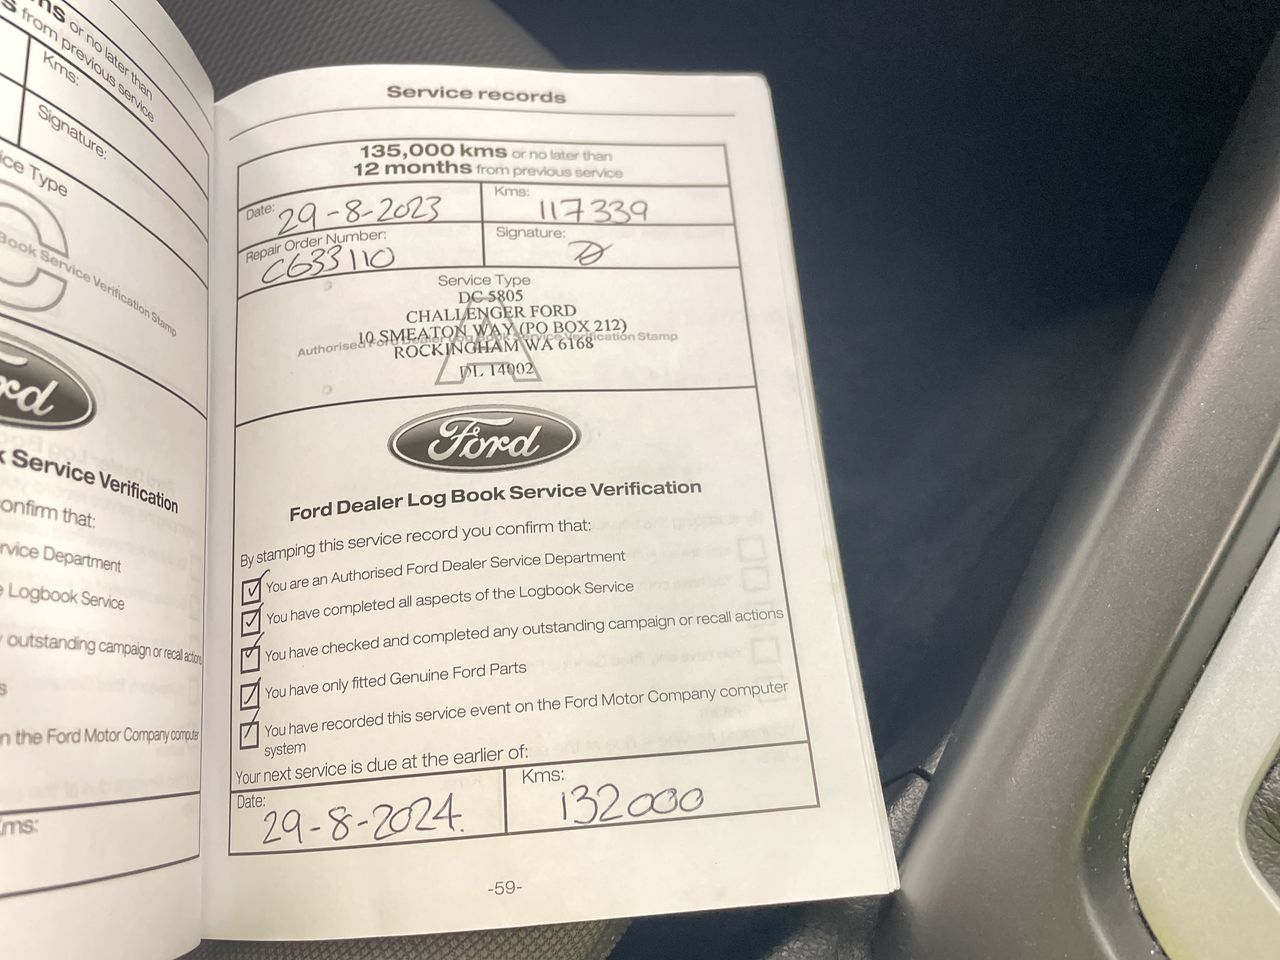 ns or no later than
s from previous service
Kms:
Signature:
ice Type
Book Service Verification Stamp
rd
k Service Verification
onfirm that:
rvice Department
e Logbook Service
y outstanding campaign or recall actions
s
n the Ford Motor Company computer
Kms:
Service records
135,000 kms or no later than
12 months from previous service
Date: 29-8-2023
Kms: 117339
Repair Order Number: C633110
Signature:
Service Type
DC 5805
CHALLENGER FORD
10 SMEATON WAY (PO BOX 212)
Authorised Ford Dealer Log Book Service Verification Stamp
ROCKINGHAM WA 6168
A
DL 14002
Ford
Ford Dealer Log Book Service Verification
By stamping this service record you confirm that:
You are an Authorised Ford Dealer Service Department
You have completed all aspects of the Logbook Service
You have checked and completed any outstanding campaign or recall actions
You have only fitted Genuine Ford Parts
You have recorded this service event on the Ford Motor Company computer
system
Your next service is due at the earlier of:
Date: 29-8-2024.
Kms: 132000
-59-